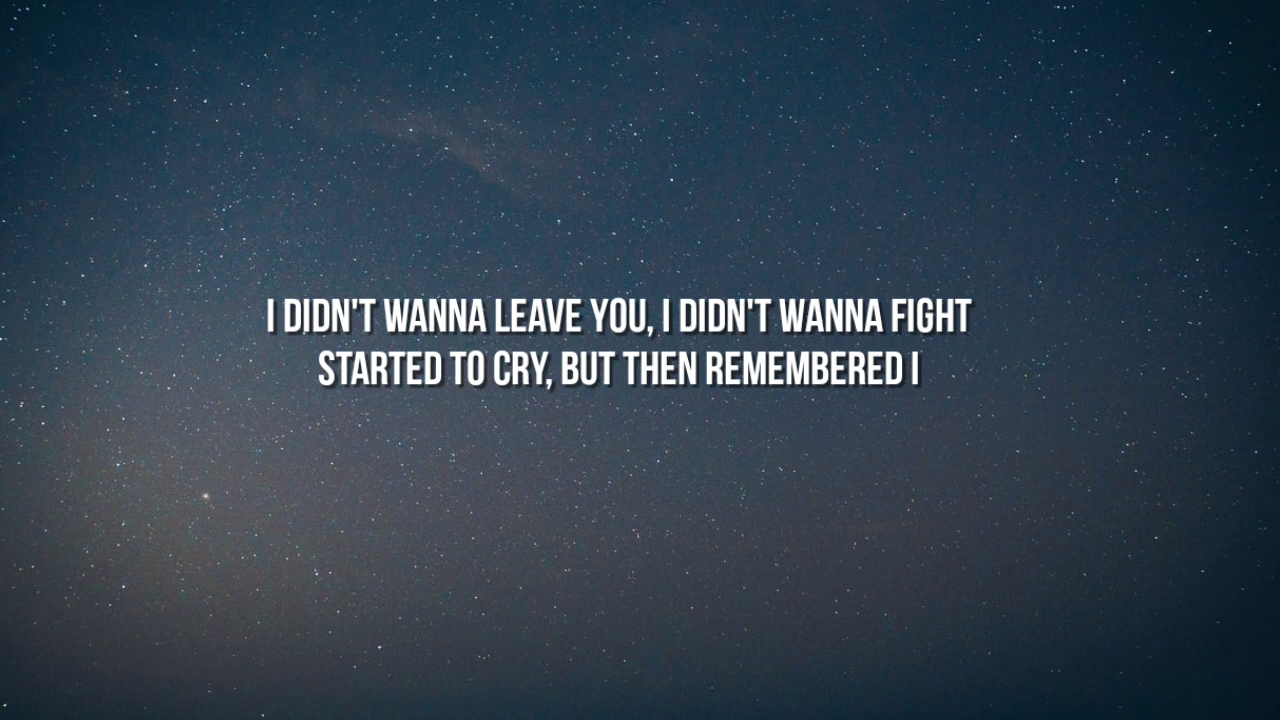 I DIDN'T WANNA LEAVE YOU, I DIDN'T WANNA FIGHT
STARTED TO CRY, BUT THEN REMEMBERED I